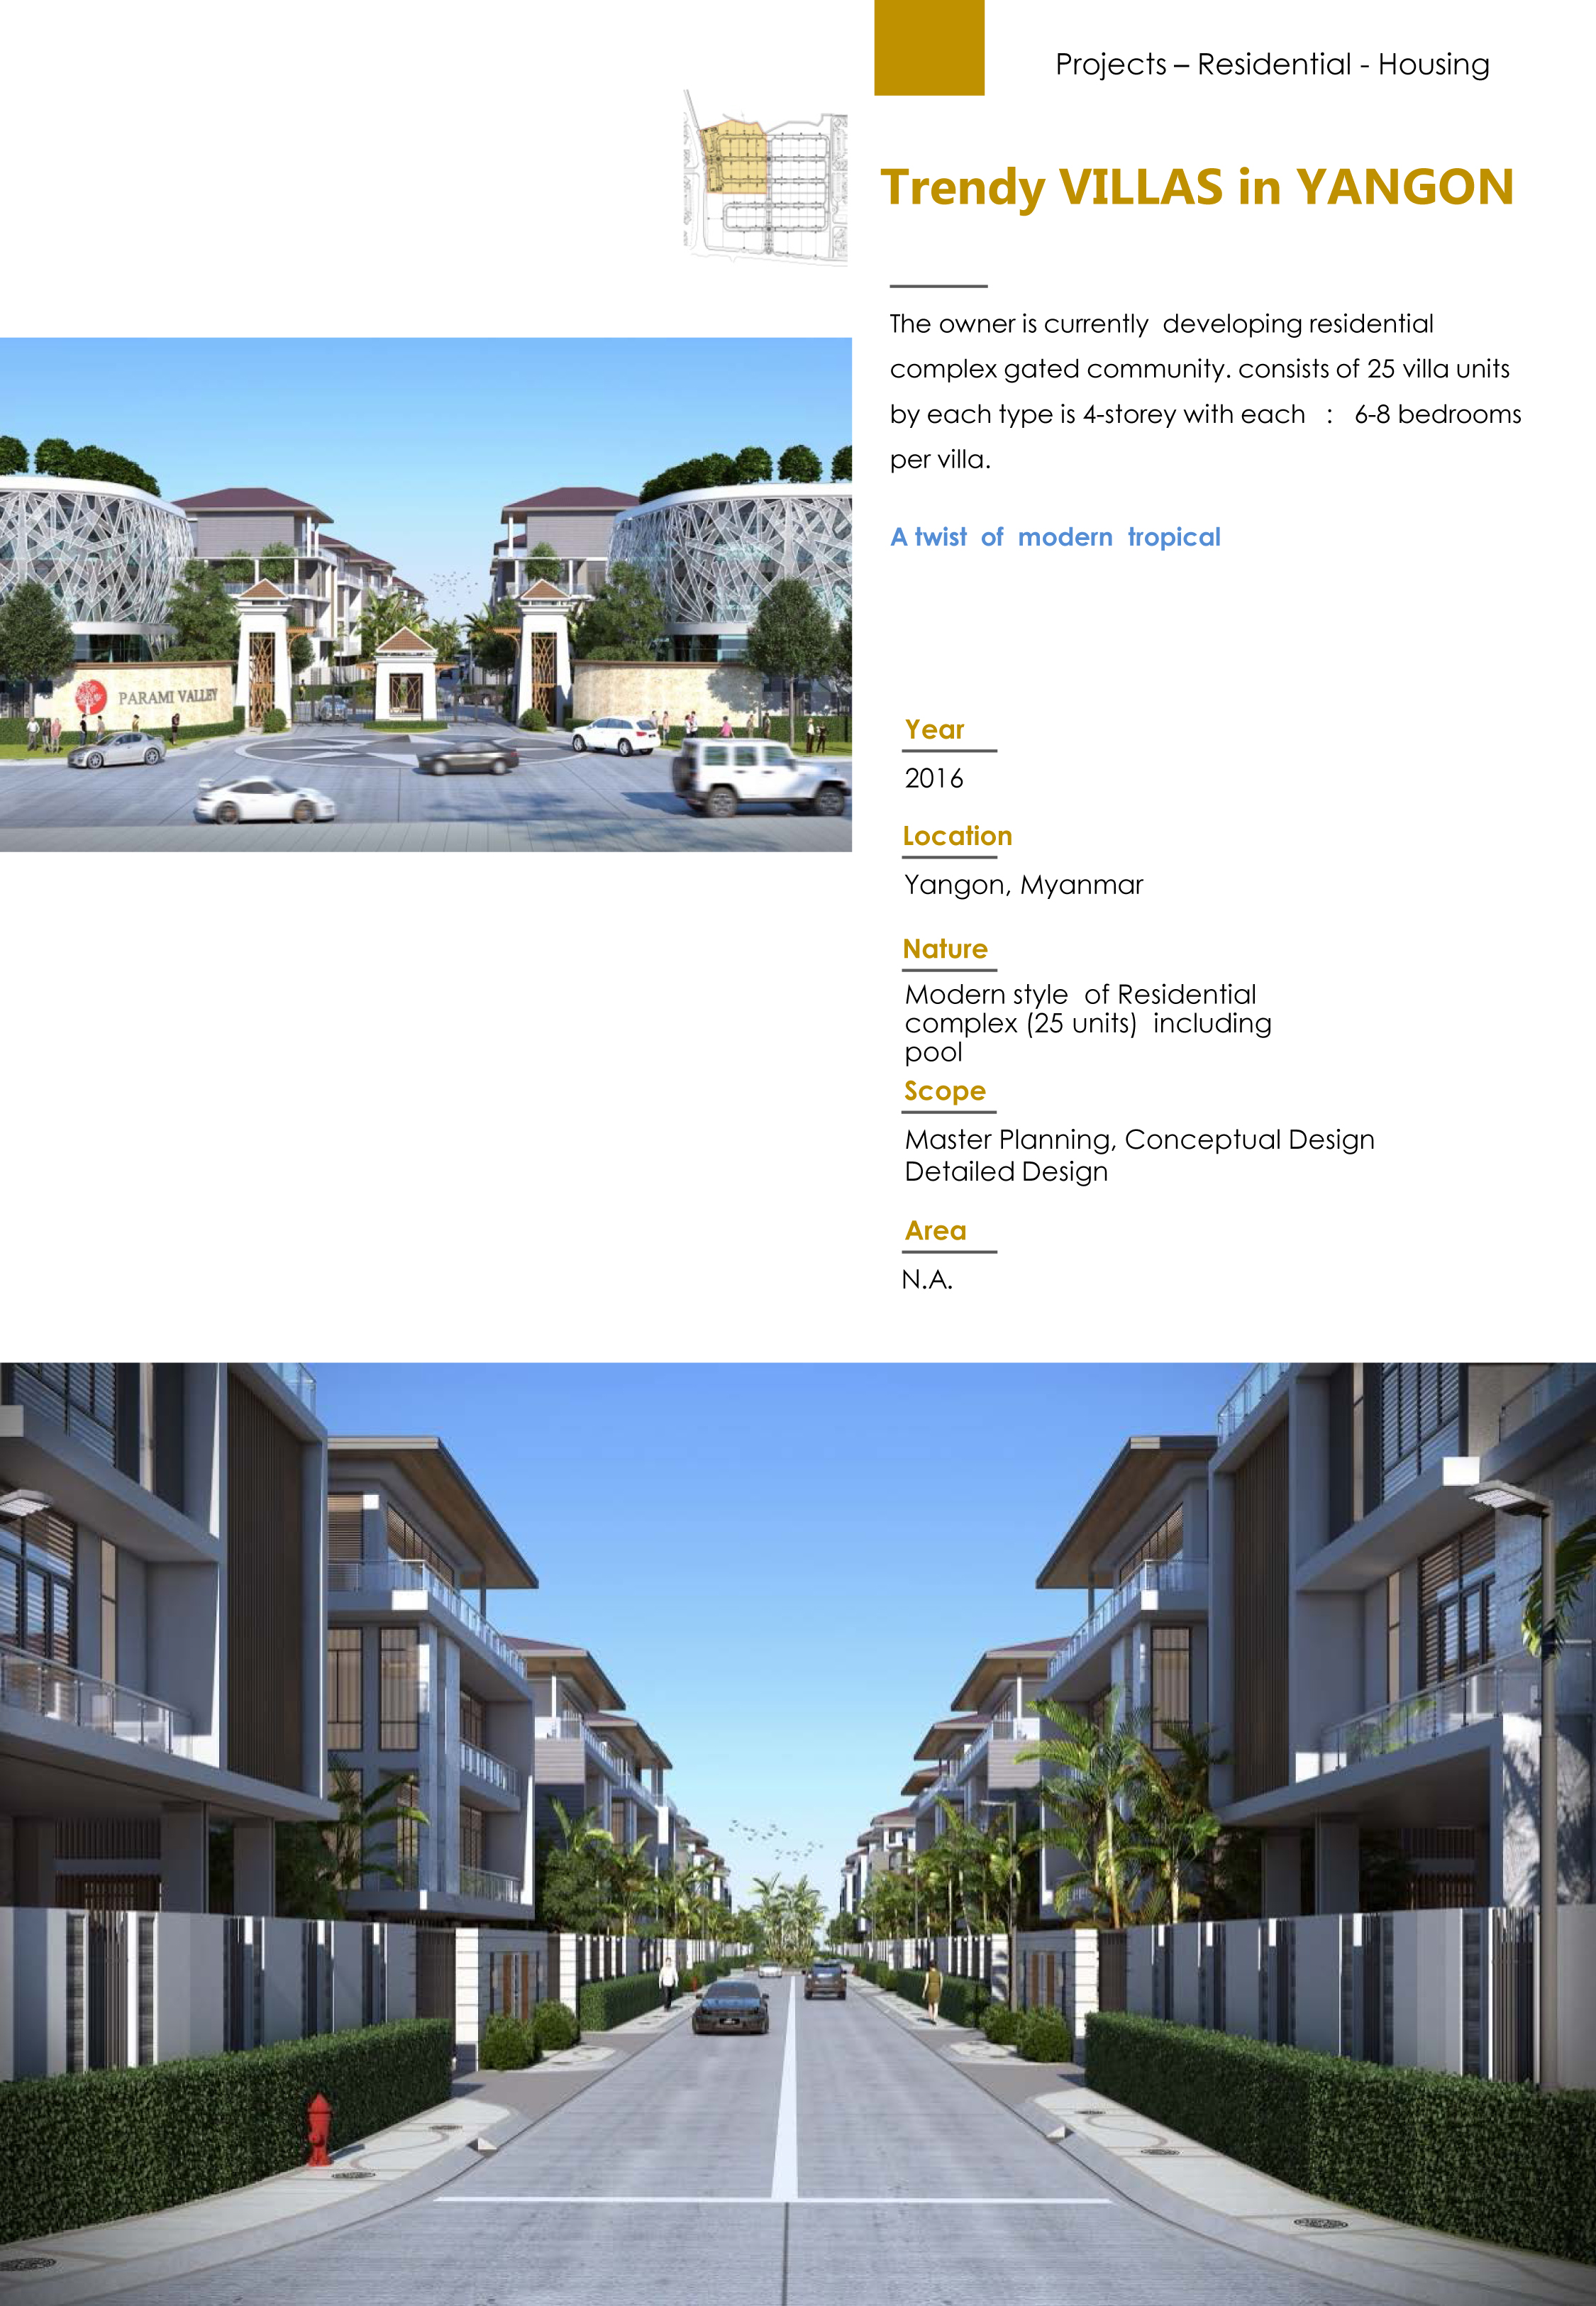 Projects – Residential - Housing
Trendy VILLAS in YANGON
The owner is currently developing residential
complex gated community. consists of 25 villa units
by each type is 4-storey with each : 6-8 bedrooms
per villa.
A twist of modern tropical
PARAMI VALLEY
Year
2016
Location
Yangon, Myanmar
Nature
Modern style of Residential
complex (25 units) including
pool
Scope
Master Planning, Conceptual Design
Detailed Design
Area
N.A.